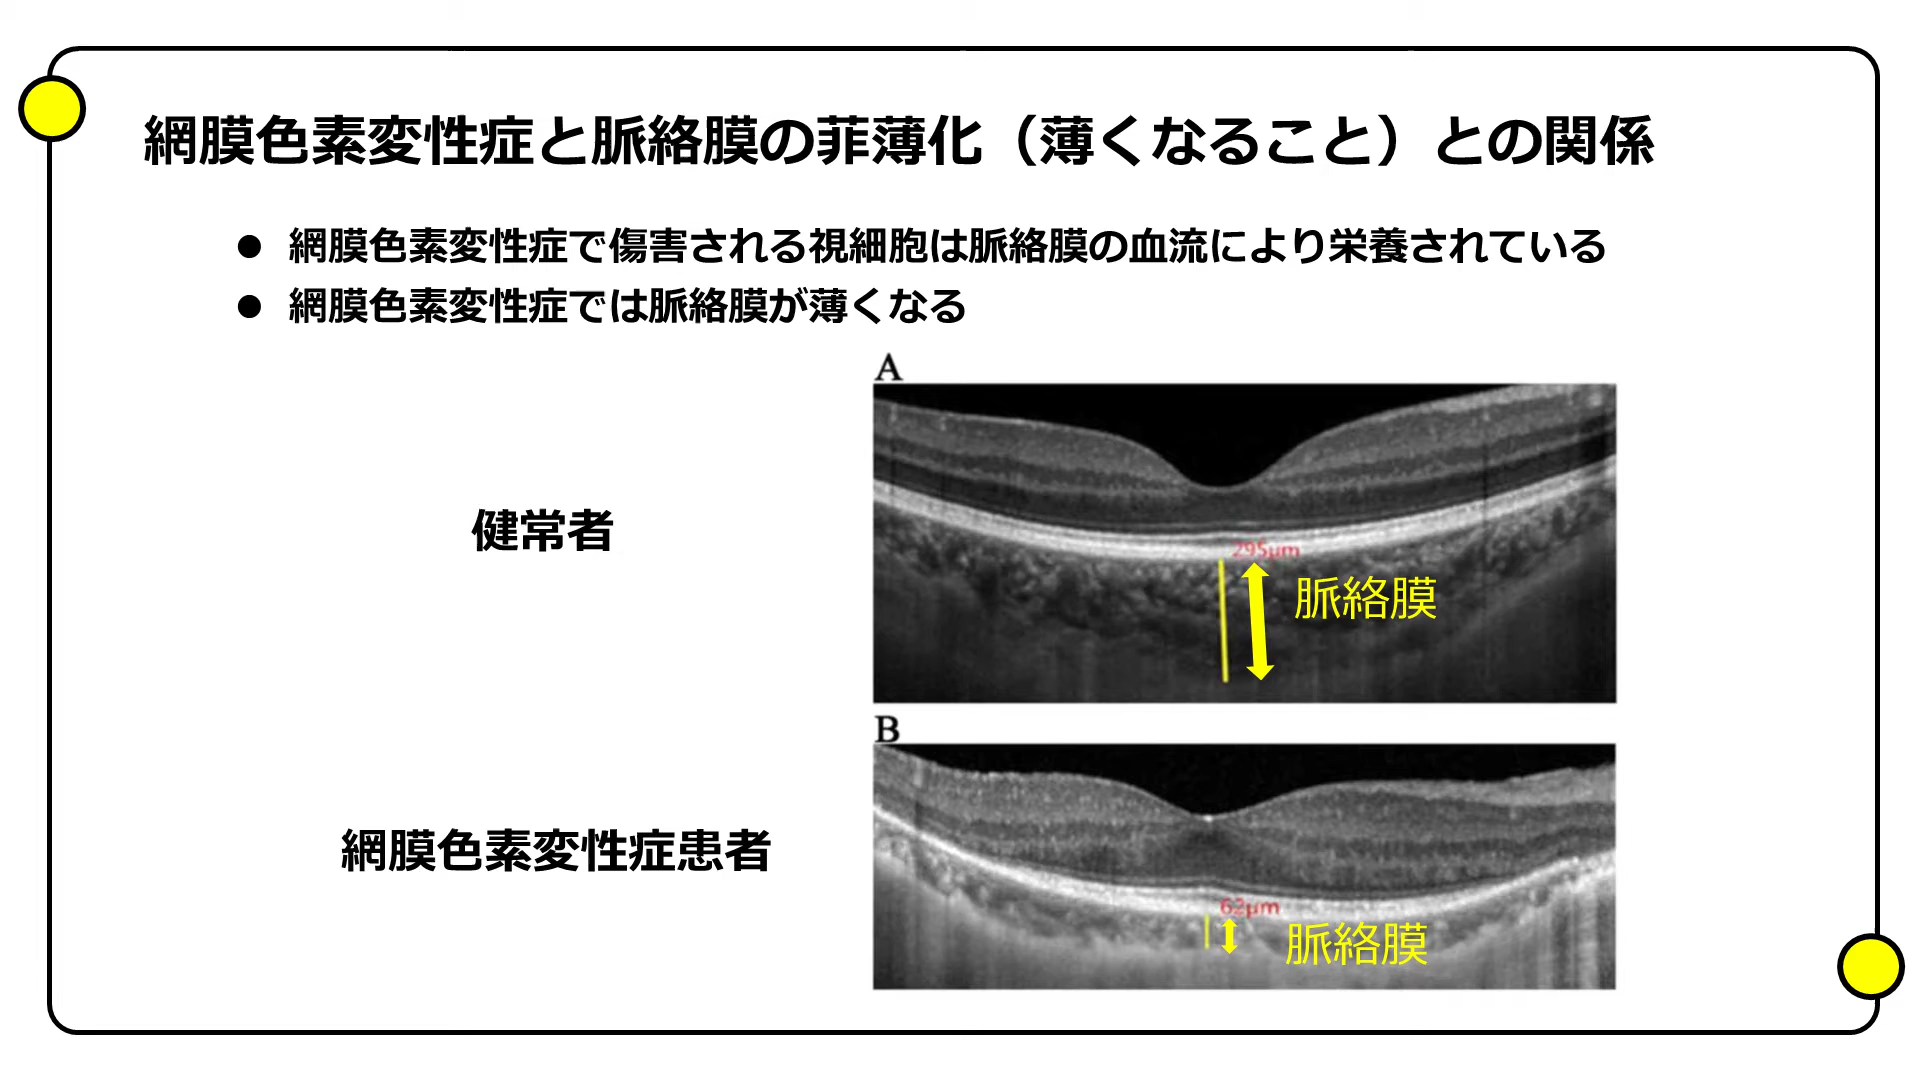 網膜色素変性症と脈絡膜の菲薄化（薄くなること）との関係
● 網膜色素変性症で傷害される視細胞は脈絡膜の血流により栄養されている
● 網膜色素変性症では脈絡膜が薄くなる
A
健常者
295μm
脈絡膜
B
網膜色素変性症患者
62μm
脈絡膜